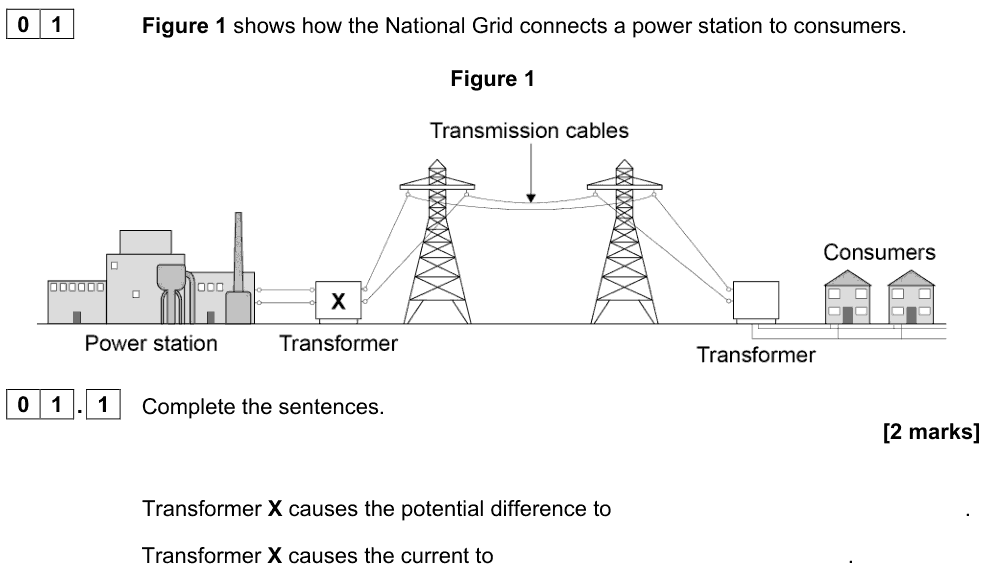 0 1 Figure 1 shows how the National Grid connects a power station to consumers.
Figure 1
Transmission cables
Consumers
X
Power station Transformer
Transformer
0 1 . 1 Complete the sentences.
[2 marks]
Transformer X causes the potential difference to .
Transformer X causes the current to .